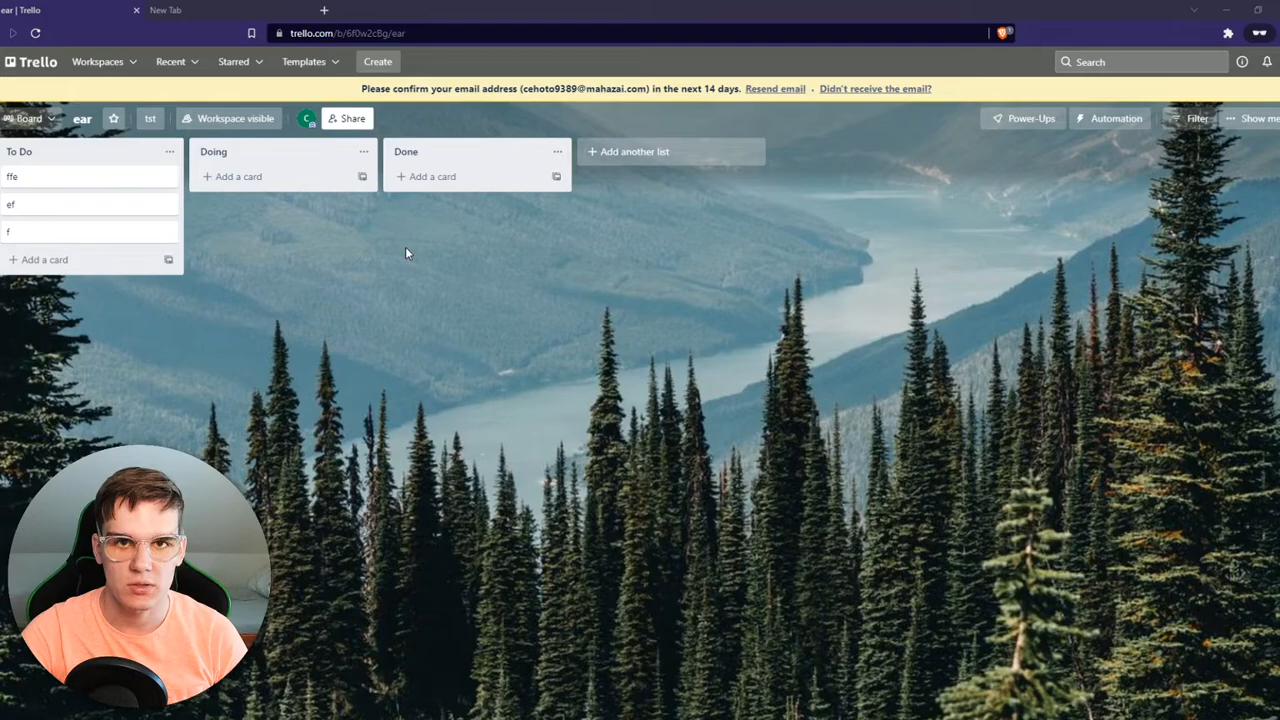 ear | Trello
New Tab
trello.com/b/6f0w2cBg/ear
Trello Workspaces Recent Starred Templates Create Search
Please confirm your email address (cehoto9389@mahazai.com) in the next 14 days. Resend email . Didn't receive the email?
Board ear tst Workspace visible C Share Power-Ups Automation Filter Show me
To Do
ffe
ef
f
+ Add a card
Doing
+ Add a card
Done
+ Add a card
+ Add another list